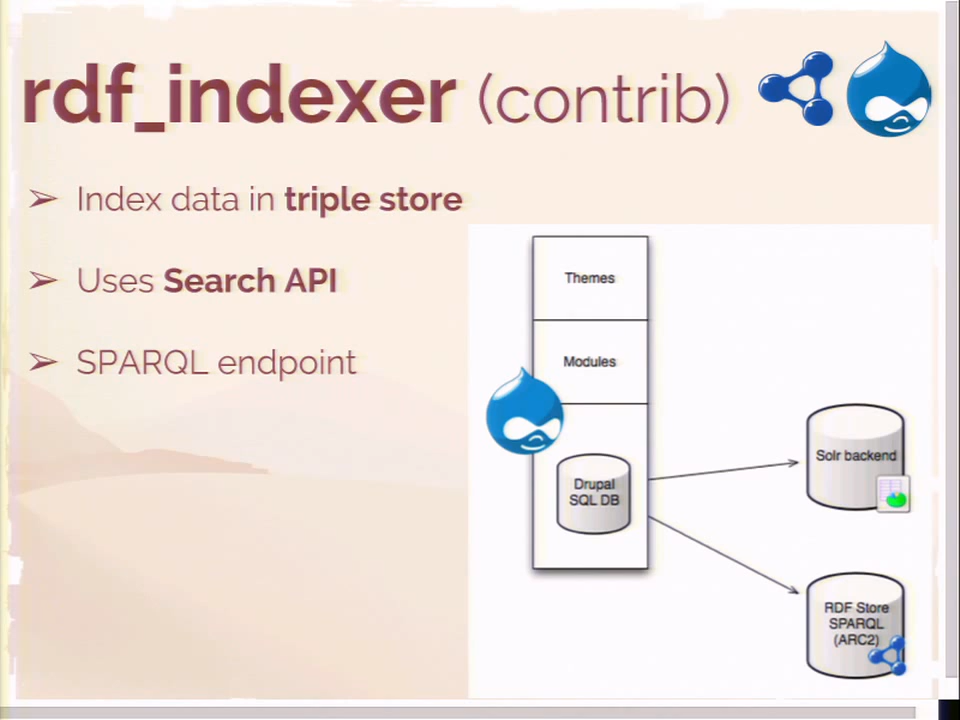 rdf_indexer (contrib)
➢ Index data in triple store
➢ Uses Search API
➢ SPARQL endpoint
Themes
Modules
Drupal
SQL DB
Solr backend
RDF Store
SPARQL
(ARC2)